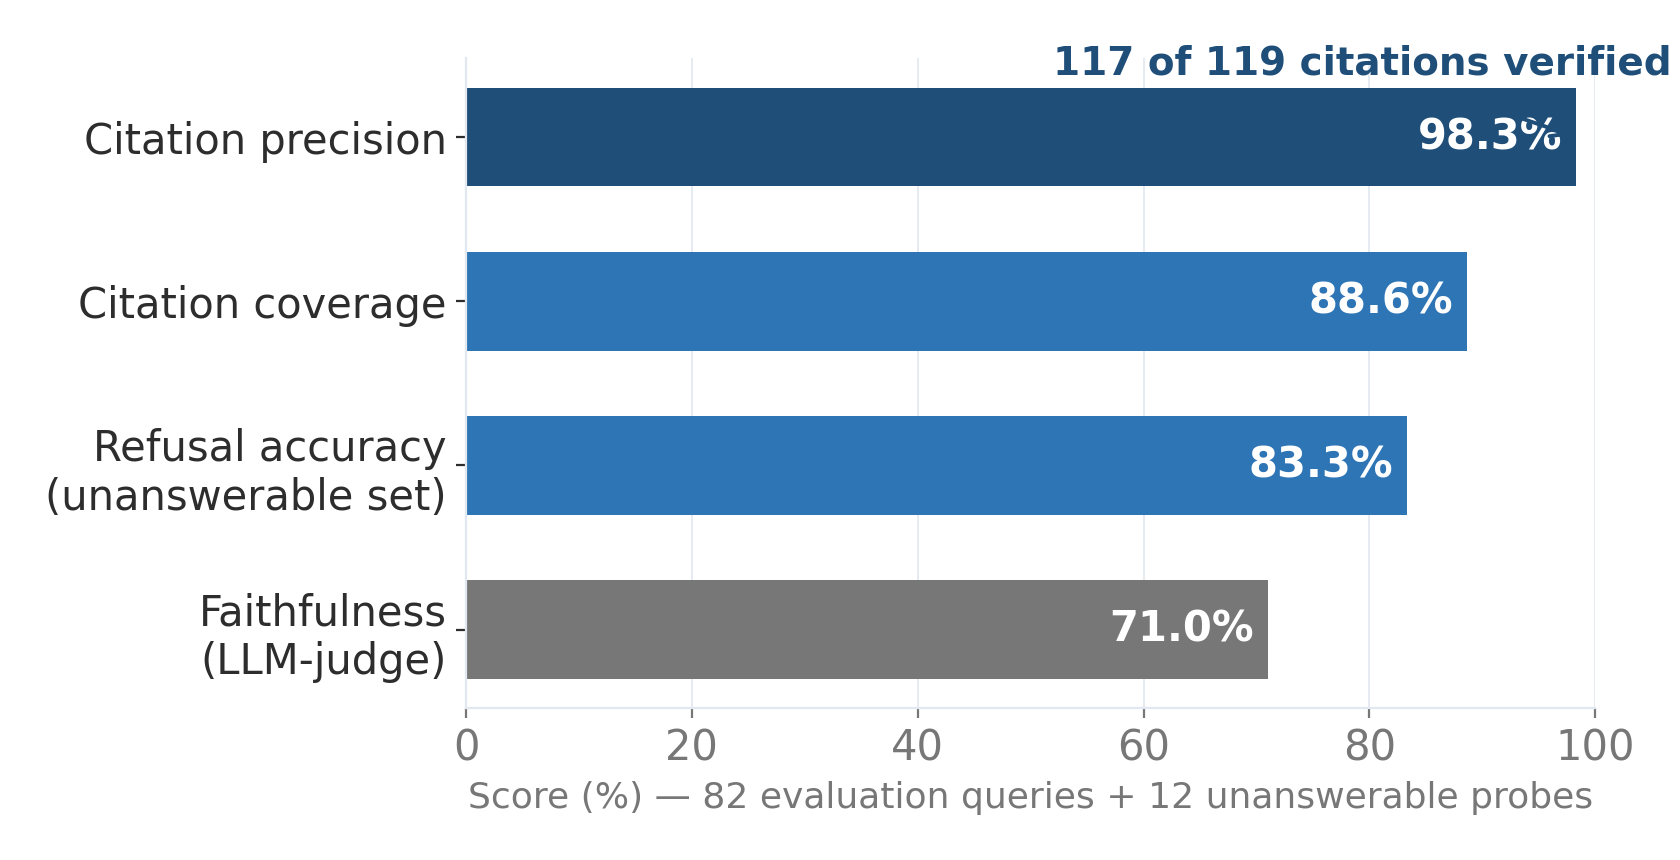 117 of 119 citations verified
Citation precision
98.3%
Citation coverage
88.6%
Refusal accuracy
(unanswerable set)
83.3%
Faithfulness
(LLM-judge)
71.0%
0 20 40 60 80 100
Score (%) — 82 evaluation queries + 12 unanswerable probes